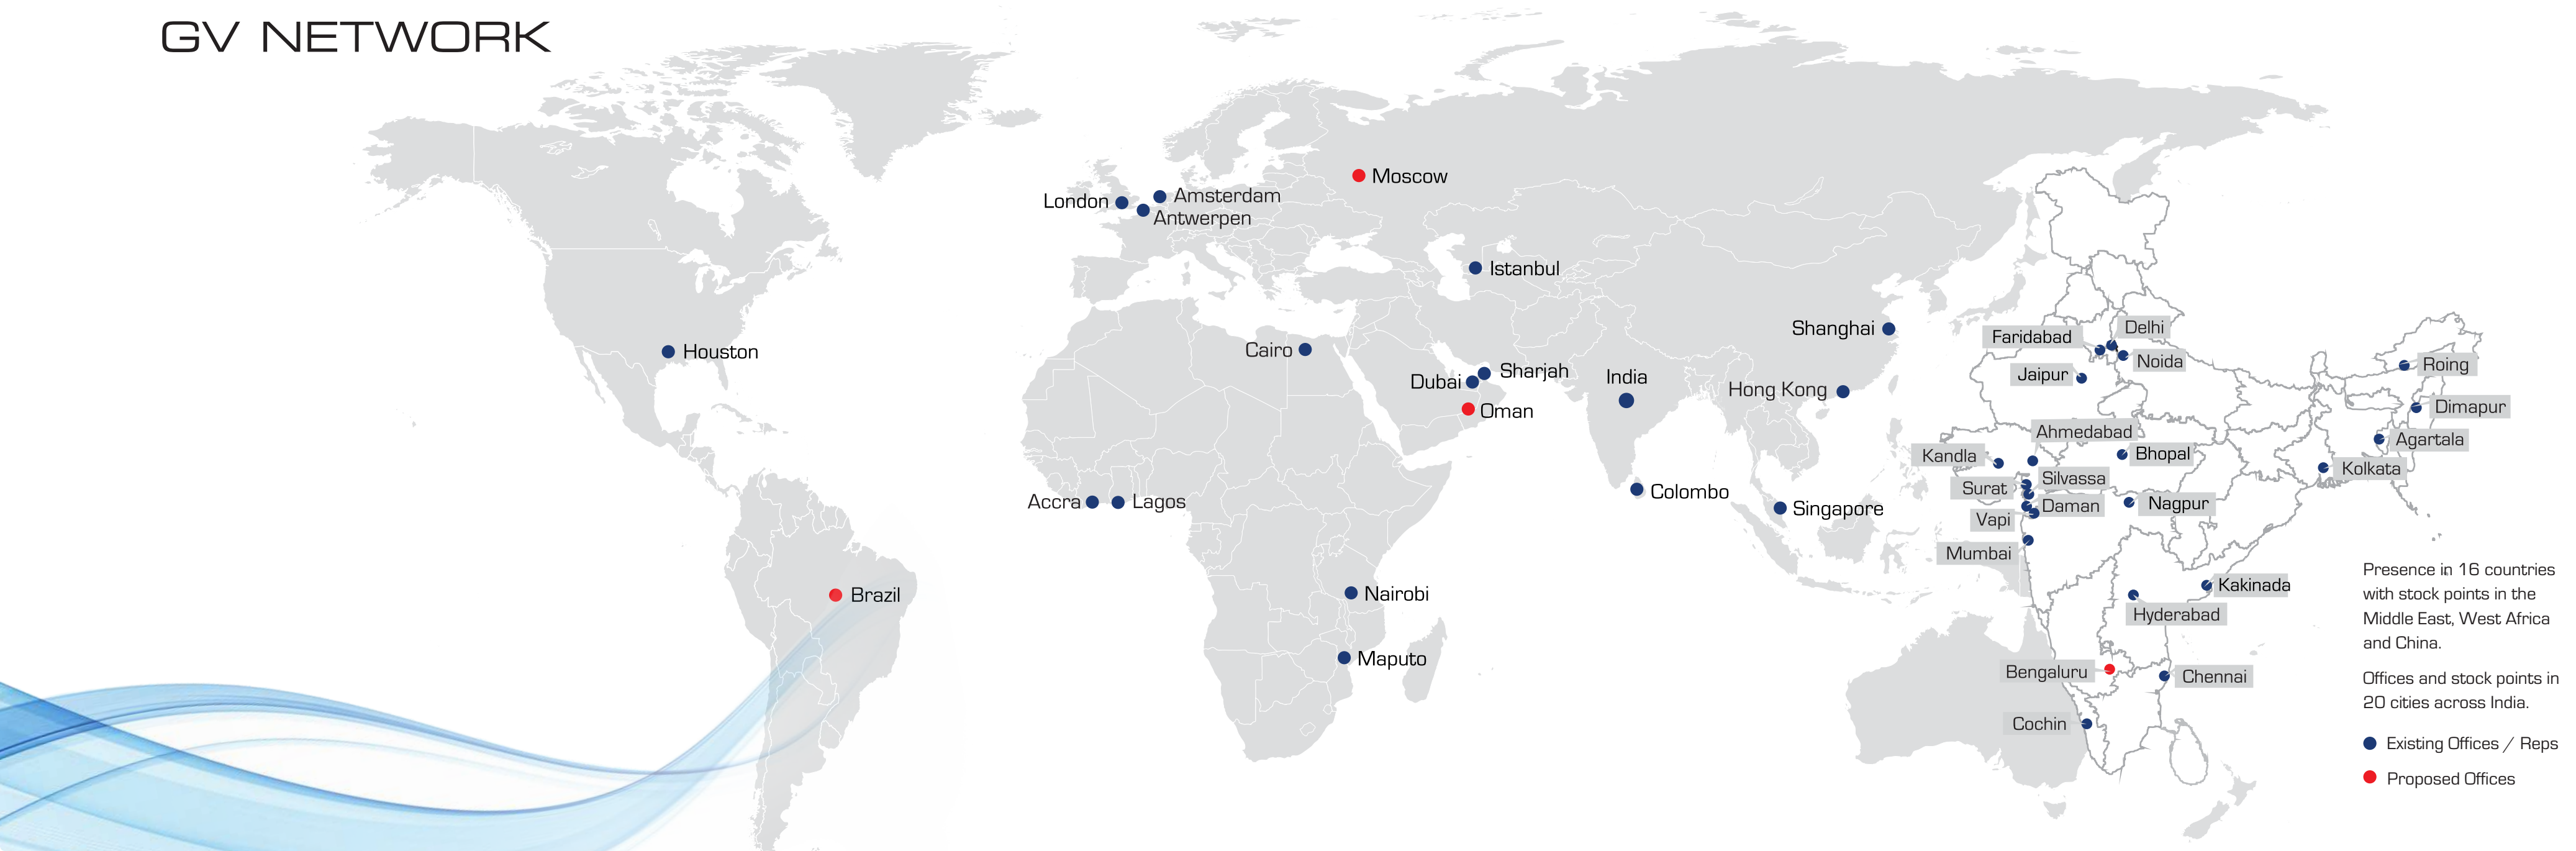 GV NETWORK
Moscow
London
Amsterdam
Antwerpen
Istanbul
Houston
Cairo
Sharjah
Dubai
Oman
India
Shanghai
Hong Kong
Accra
Lagos
Colombo
Singapore
Brazil
Nairobi
Maputo
Delhi
Faridabad
Noida
Jaipur
Roing
Dimapur
Ahmedabad
Agartala
Kandla
Bhopal
Kolkata
Silvassa
Surat
Daman
Nagpur
Vapi
Mumbai
Kakinada
Hyderabad
Bengaluru
Chennai
Cochin
Presence in 16 countries
with stock points in the
Middle East, West Africa
and China.
Offices and stock points in
20 cities across India.
Existing Offices / Reps
Proposed Offices